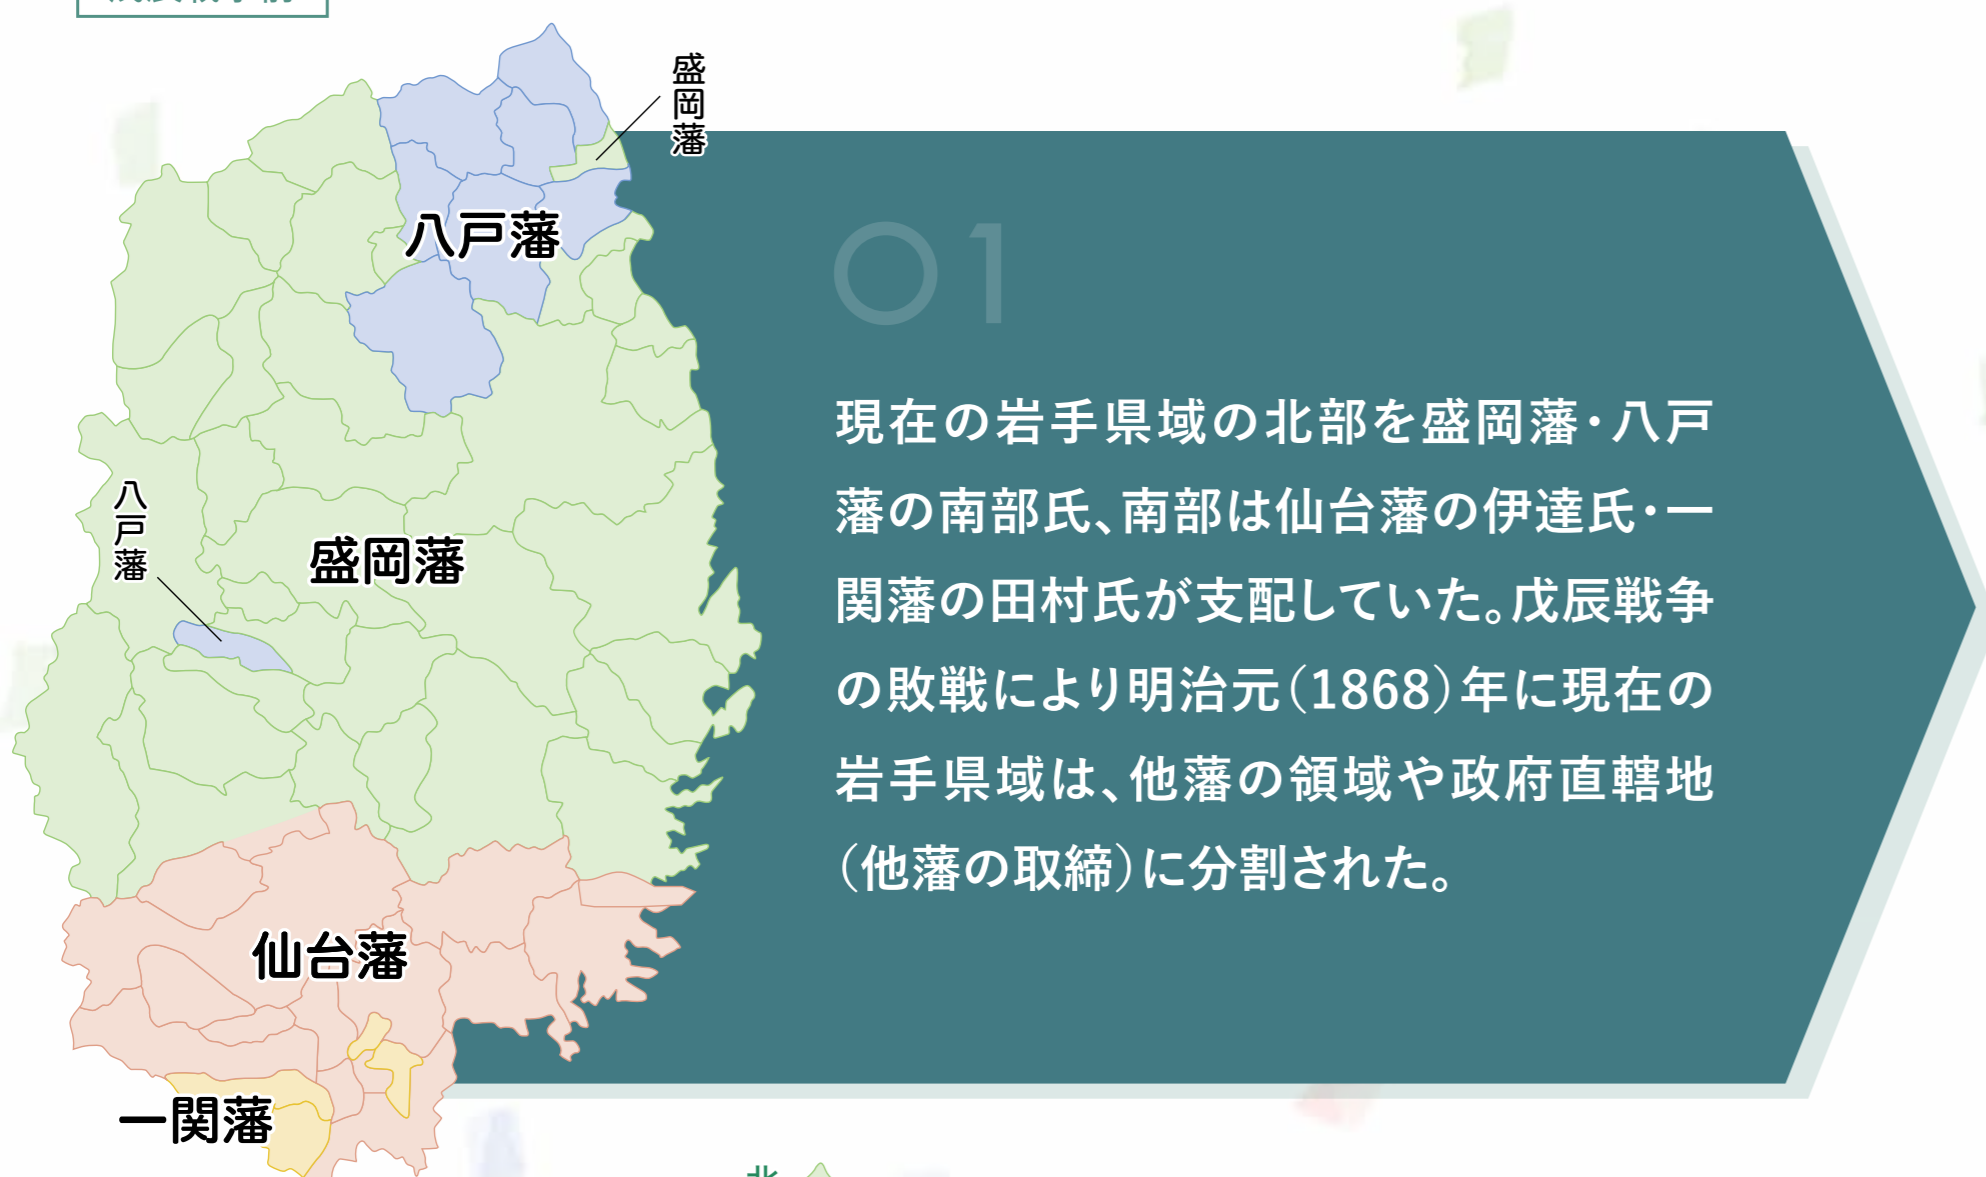 盛岡藩
八戸藩
八戸藩
盛岡藩
仙台藩
一関藩
01
現在の岩手県域の北部を盛岡藩・八戸
藩の南部氏、南部は仙台藩の伊達氏・一
関藩の田村氏が支配していた。戊辰戦争
の敗戦により明治元（1868）年に現在の
岩手県域は、他藩の領域や政府直轄地
（他藩の取締）に分割された。